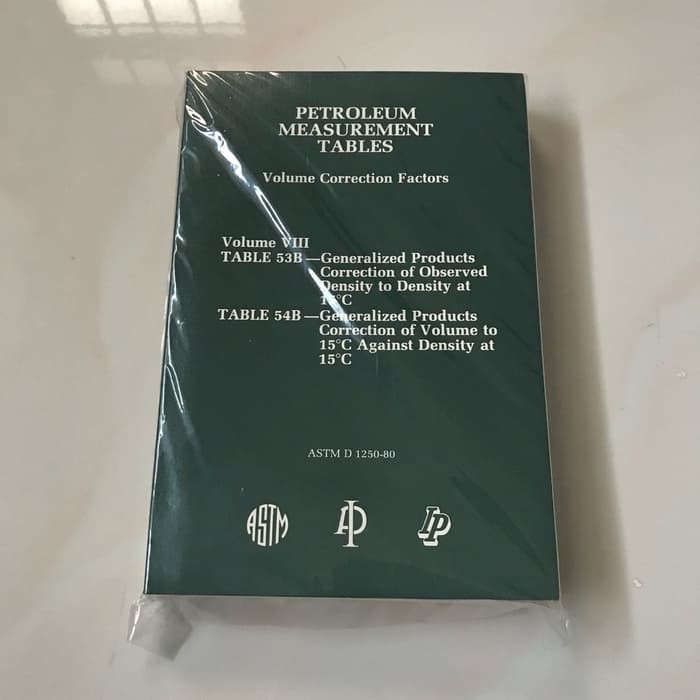 PETROLEUM
MEASUREMENT
TABLES
Volume Correction Factors
Volume VIII
TABLE 53B—Generalized Products
Correction of Observed
Density to Density at
15°C
TABLE 54B—Generalized Products
Correction of Volume to
15°C Against Density at
15°C
ASTM D 1250-80
ASTM API IP